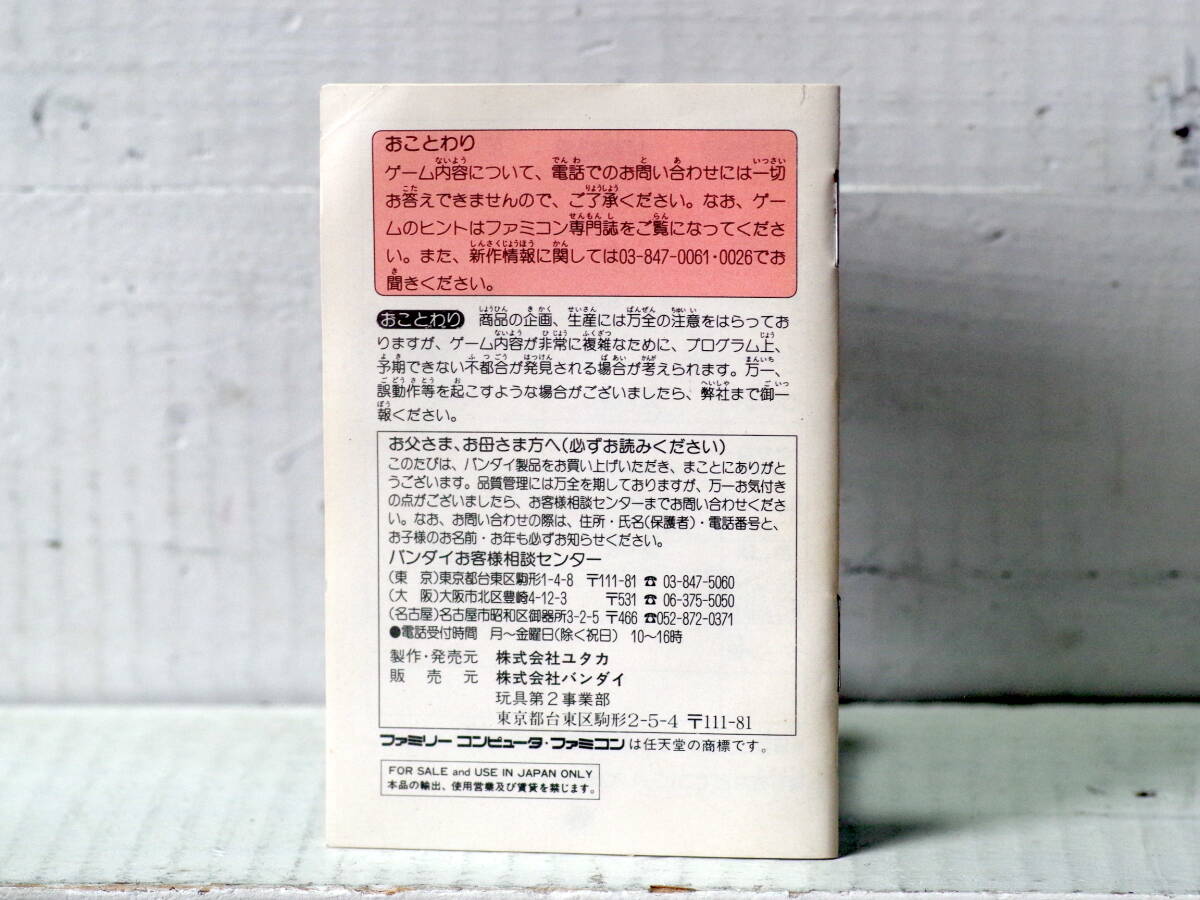 おことわり
ゲーム内容について、電話でのお問い合わせには一切
お答えできませんので、ご了承ください。なお、ゲー
ムのヒントはファミコン専門誌をご覧になってくださ
い。また、新作情報に関しては03-847-0061・0026でお
聞きください。
おことわり 商品の企画、生産には万全の注意をはらってお
りますが、ゲーム内容が非常に複雑なために、プログラム上、
予期できない不都合が発見される場合が考えられます。万一、
誤動作等を起こすような場合がございましたら、弊社まで御一
報ください。
お父さま、お母さま方へ(必ずお読みください)
このたびは、バンダイ製品をお買い上げいただき、まことにありがと
うございます。品質管理には万全を期しておりますが、万一お気付き
の点がございましたら、お客様相談センターまでお問い合わせくださ
い。なお、お問い合わせの際は、住所・氏名(保護者)・電話番号と、
お子様のお名前・お年も必ずお知らせください。
バンダイお客様相談センター
(東 京)東京都台東区駒形1-4-8 〒111-81 ☎ 03-847-5060
(大 阪)大阪市北区豊崎4-12-3 〒531 ☎ 06-375-5050
(名古屋)名古屋市昭和区御器所3-2-5 〒466 ☎052-872-0371
●電話受付時間 月〜金曜日(除く祝日) 10〜16時
製作・発売元 株式会社ユタカ
販売元 株式会社バンダイ
玩具第2事業部
東京都台東区駒形2-5-4 〒111-81
ファミリーコンピュータ・ファミコンは任天堂の商標です。
FOR SALE and USE IN JAPAN ONLY
本品の輸出、使用営業及び賃貸を禁じます。